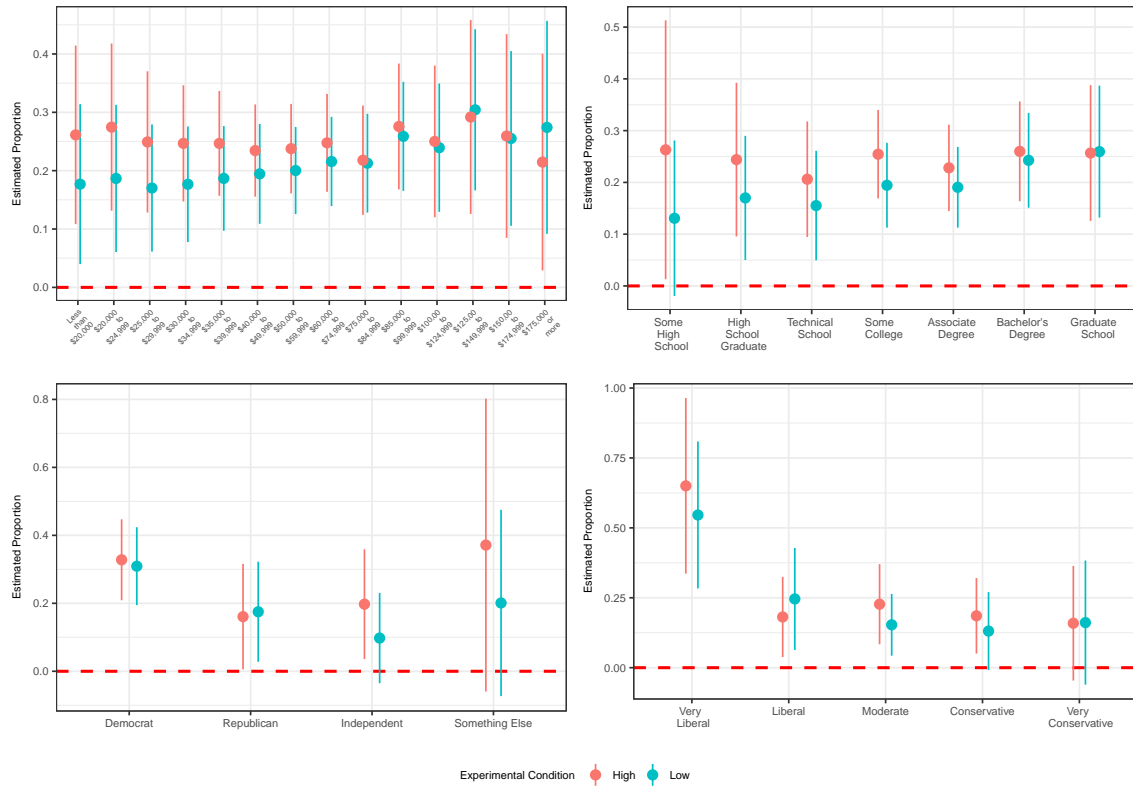 Estimated Proportion
0.4
0.3
0.2
0.1
0.0
Less
than
$20,000
$20,000
to
$24,999
$25,000
to
$29,999
$30,000
to
$34,999
$35,000
to
$39,999
$40,000
to
$49,999
$50,000
to
$59,999
$60,000
to
$74,999
$75,000
to
$84,999
$85,000
to
$99,999
$100,00
to
$124,999
$125,00
to
$149,999
$150,00
to
$174,999
$175,000
or
more
Estimated Proportion
0.5
0.4
0.3
0.2
0.1
0.0
Some
High
School
High
School
Graduate
Technical
School
Some
College
Associate
Degree
Bachelor's
Degree
Graduate
School
Estimated Proportion
0.8
0.6
0.4
0.2
0.0
Democrat
Republican
Independent
Something Else
Estimated Proportion
1.00
0.75
0.50
0.25
0.00
Very
Liberal
Liberal
Moderate
Conservative
Very
Conservative
Experimental Condition High Low